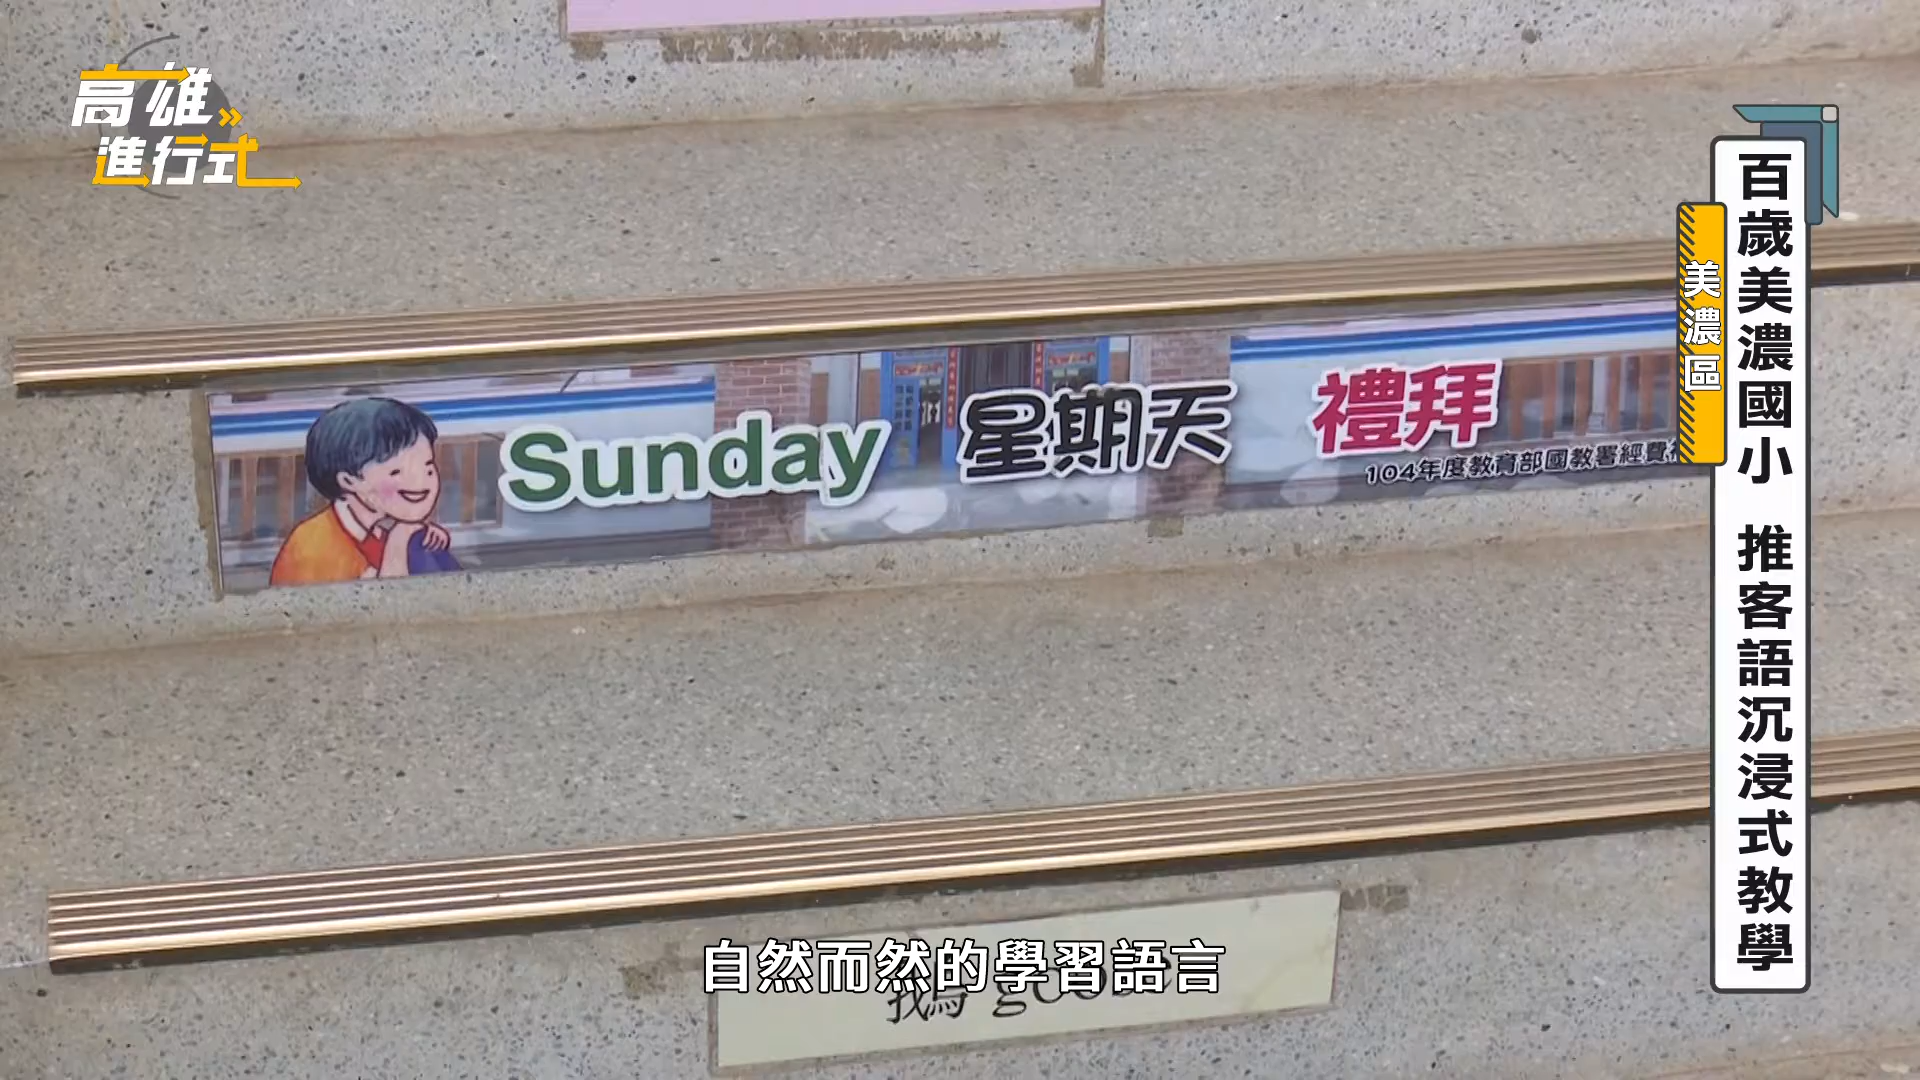 高雄
進行式
百歲美濃國小 推客語沉浸式教學
美濃區
Sunday 星期天 禮拜
104年度教育部國教署經費
自然而然的學習語言